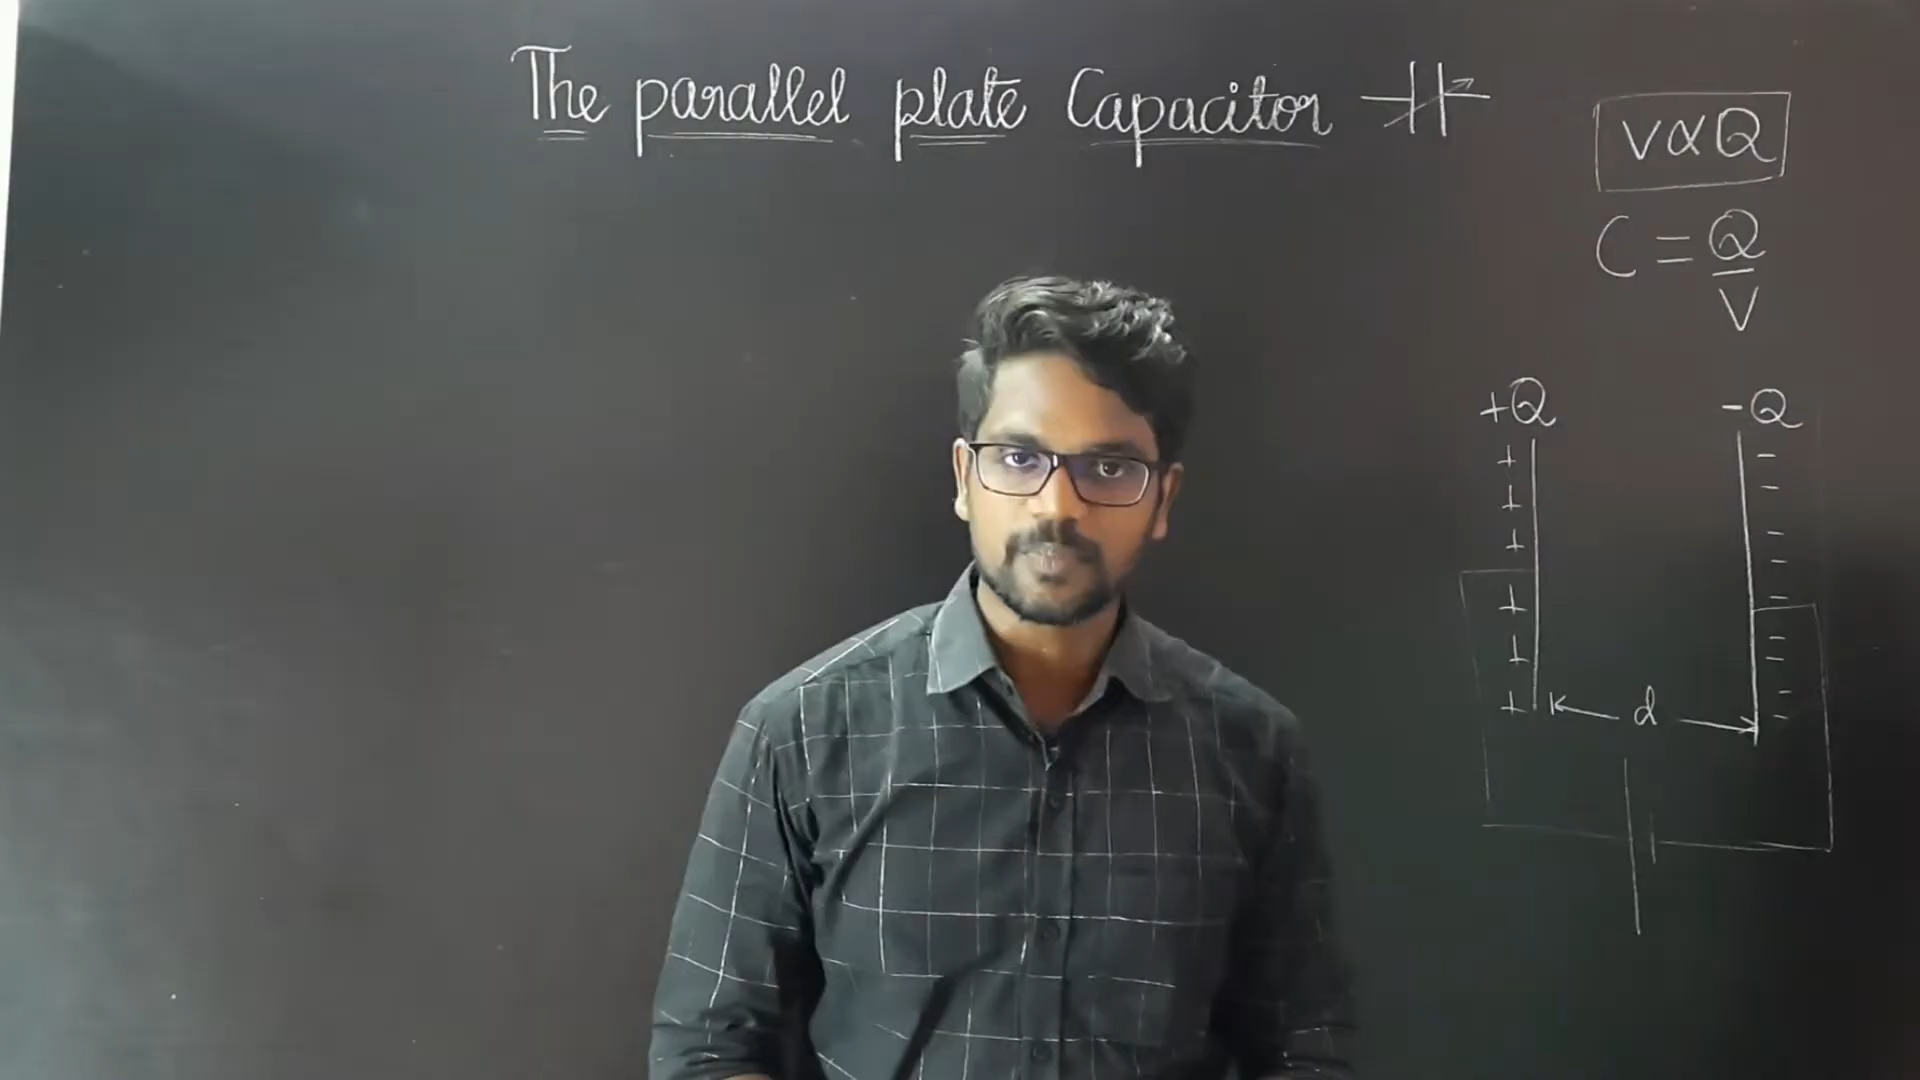 The parallel plate Capacitor
V∝Q
C = Q
V
+Q -Q
+ -
+ -
+ -
-
+ -
+ -
-
-
+ d -